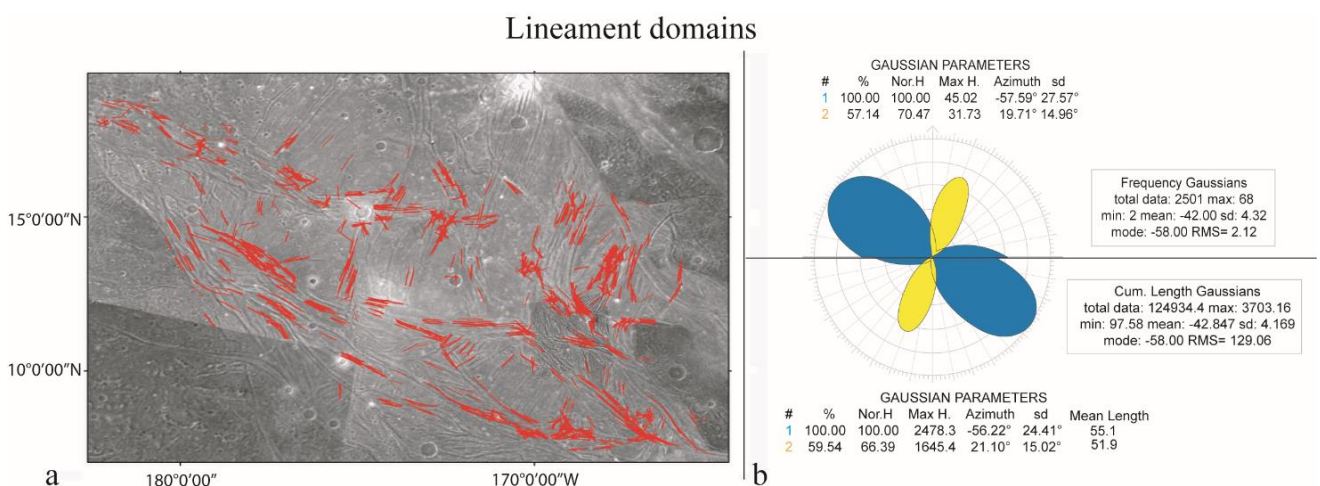 Lineament domains
15°0′00″N
10°0′00″N
180°0′00″
170°0′00″W
a
GAUSSIAN PARAMETERS
# % Nor.H Max H. Azimuth sd
1 100.00 100.00 45.02 -57.59° 27.57°
2 57.14 70.47 31.73 19.71° 14.96°
Frequency Gaussians
total data: 2501 max: 68
min: 2 mean: -42.00 sd: 4.32
mode: -58.00 RMS= 2.12
Cum. Length Gaussians
total data: 124934.4 max: 3703.16
min: 97.58 mean: -42.847 sd: 4.169
mode: -58.00 RMS= 129.06
GAUSSIAN PARAMETERS
# % Nor.H Max H. Azimuth sd Mean Length
1 100.00 100.00 2478.3 -56.22° 24.41° 55.1
2 59.54 66.39 1645.4 21.10° 15.02° 51.9
b